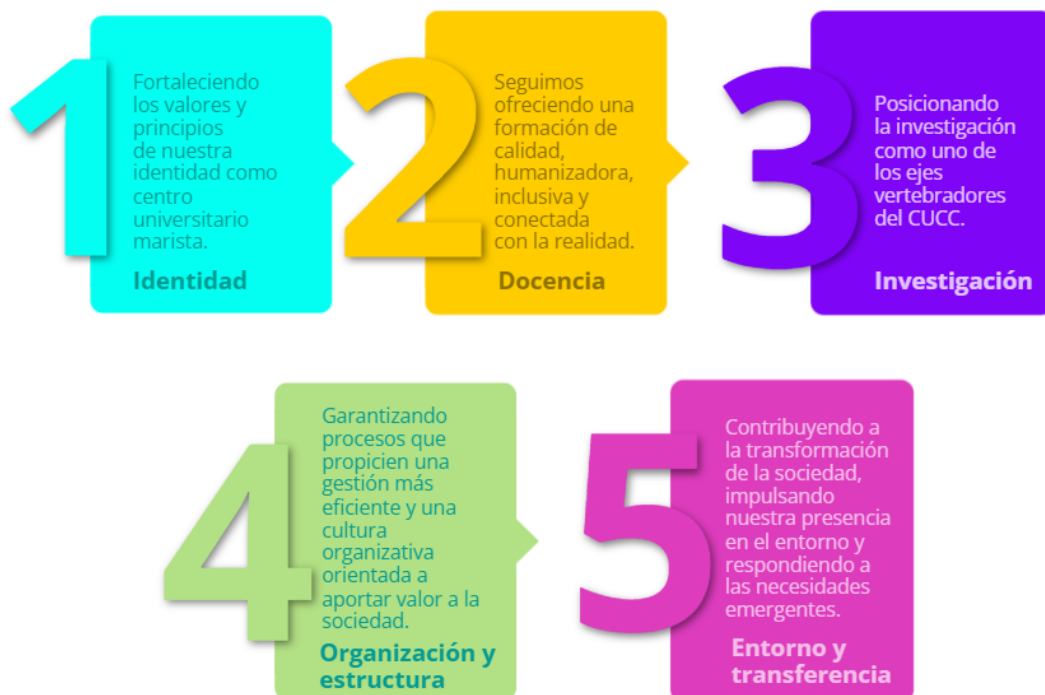 1
Fortaleciendo
los valores y
principios
de nuestra
identidad como
centro
universitario
marista.
Identidad
2
Seguimos
ofreciendo una
formación de
calidad,
humanizadora,
inclusiva y
conectada
con la realidad.
Docencia
3
Posicionando
la investigación
como uno de
los ejes
vertebradores
del CUCC.
Investigación
4
Garantizando
procesos que
propicien una
gestión más
eficiente y una
cultura
organizativa
orientada a
aportar valor a la
sociedad.
Organización y
estructura
5
Contribuyendo a
la transformación
de la sociedad,
impulsando
nuestra presencia
en el entorno y
respondiendo a
las necesidades
emergentes.
Entorno y
transferencia